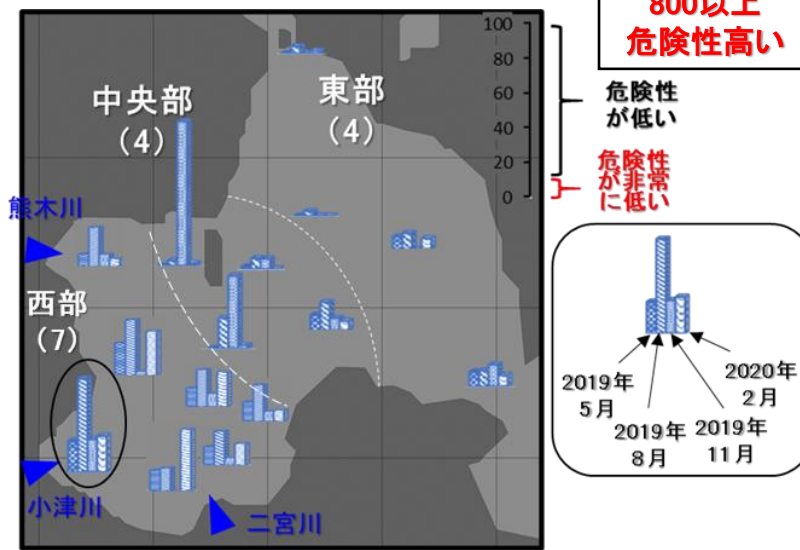 800以上
危険性高い
100
80
60
40
20
0
危険性
が低い
危険性
が非常
に低い
中央部
(4)
東部
(4)
熊木川
西部
(7)
小津川
二宮川
2019年
5月
2019年
8月
2019年
11月
2020年
2月